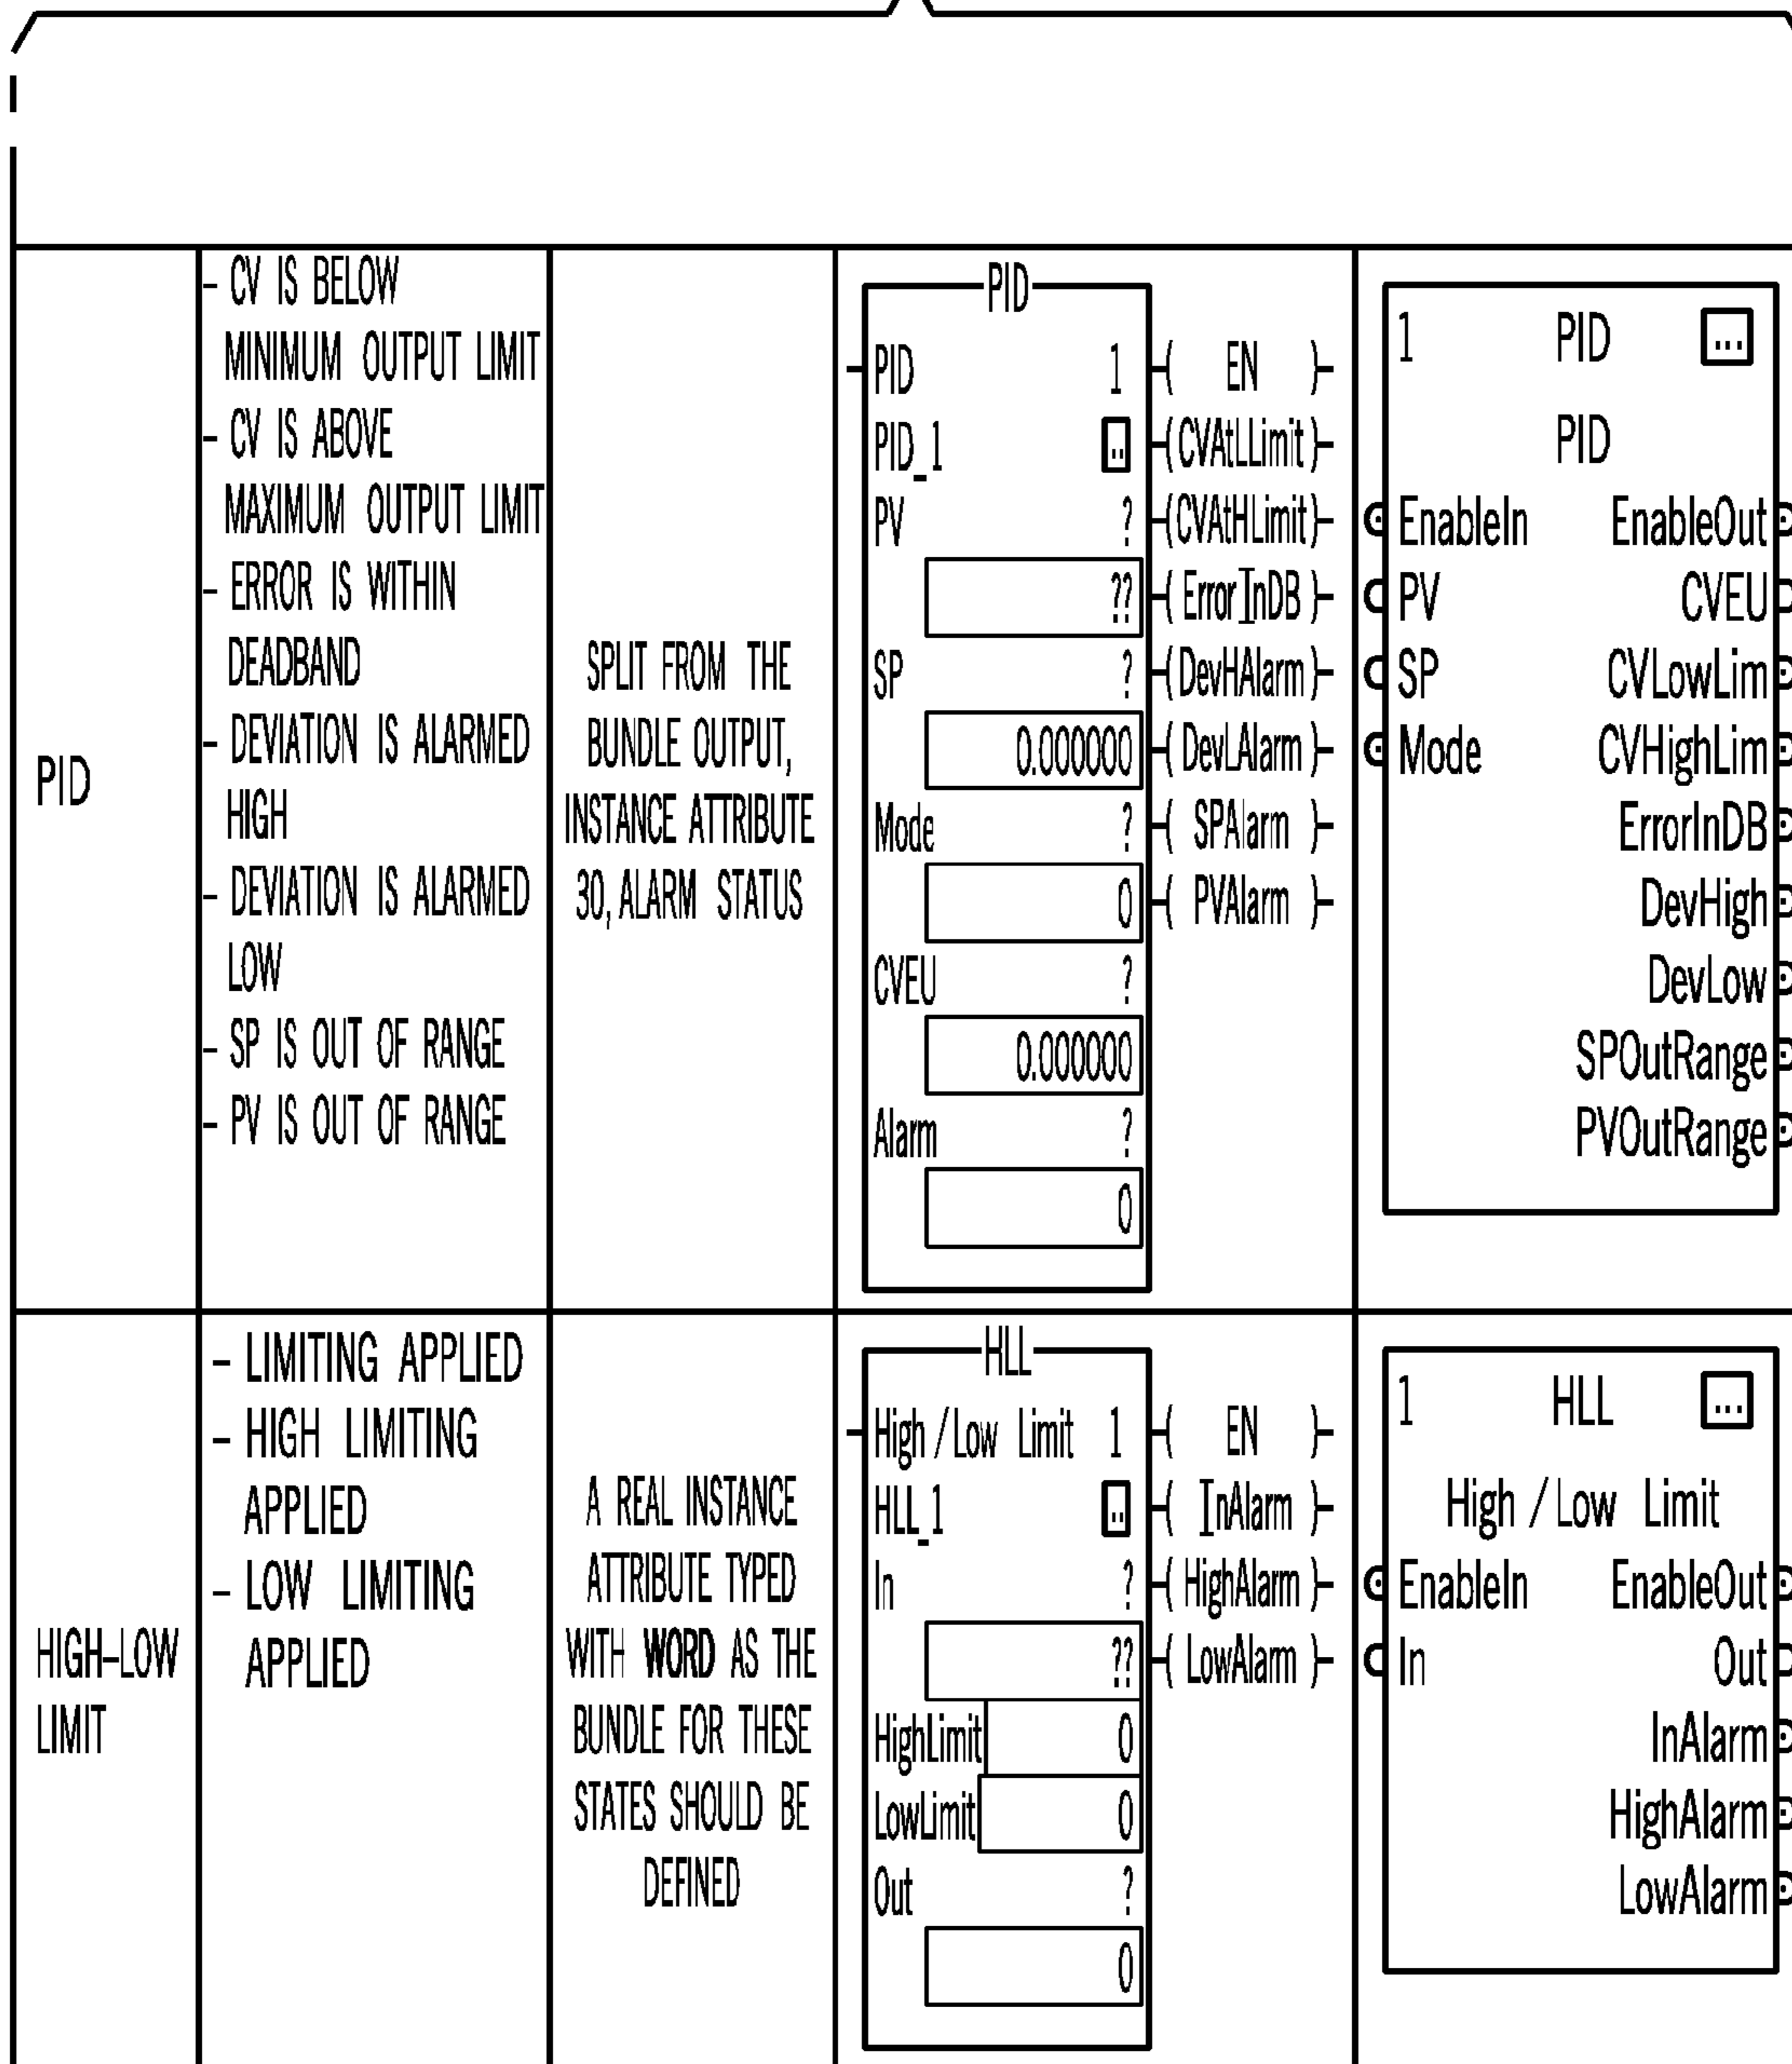 PID
- CV IS BELOW
MINIMUM OUTPUT LIMIT
- CV IS ABOVE
MAXIMUM OUTPUT LIMIT
- ERROR IS WITHIN
DEADBAND
- DEVIATION IS ALARMED
HIGH
- DEVIATION IS ALARMED
LOW
- SP IS OUT OF RANGE
- PV IS OUT OF RANGE
SPLIT FROM THE
BUNDLE OUTPUT,
INSTANCE ATTRIBUTE
30, ALARM STATUS
PID
PID 1 ( EN )
PID_1 .. (CVAtLLimit)
PV ? (CVAtHLimit)
?? ( ErrorInDB )
SP ? (DevHAlarm)
0.000000 ( DevLAlarm )
Mode ? ( SPAlarm )
0 ( PVAlarm )
CVEU ?
0.000000
Alarm ?
0
1 PID ...
PID
EnableIn EnableOut
PV CVEU
SP CVLowLim
Mode CVHighLim
ErrorInDB
DevHigh
DevLow
SPOutRange
PVOutRange
HIGH-LOW
LIMIT
- LIMITING APPLIED
- HIGH LIMITING
APPLIED
- LOW LIMITING
APPLIED
A REAL INSTANCE
ATTRIBUTE TYPED
WITH WORD AS THE
BUNDLE FOR THESE
STATES SHOULD BE
DEFINED
HLL
High / Low Limit 1 ( EN )
HLL_1 .. ( InAlarm )
In ? ( HighAlarm )
?? ( LowAlarm )
HighLimit 0
LowLimit 0
Out ?
0
1 HLL ...
High / Low Limit
EnableIn EnableOut
In Out
InAlarm
HighAlarm
LowAlarm